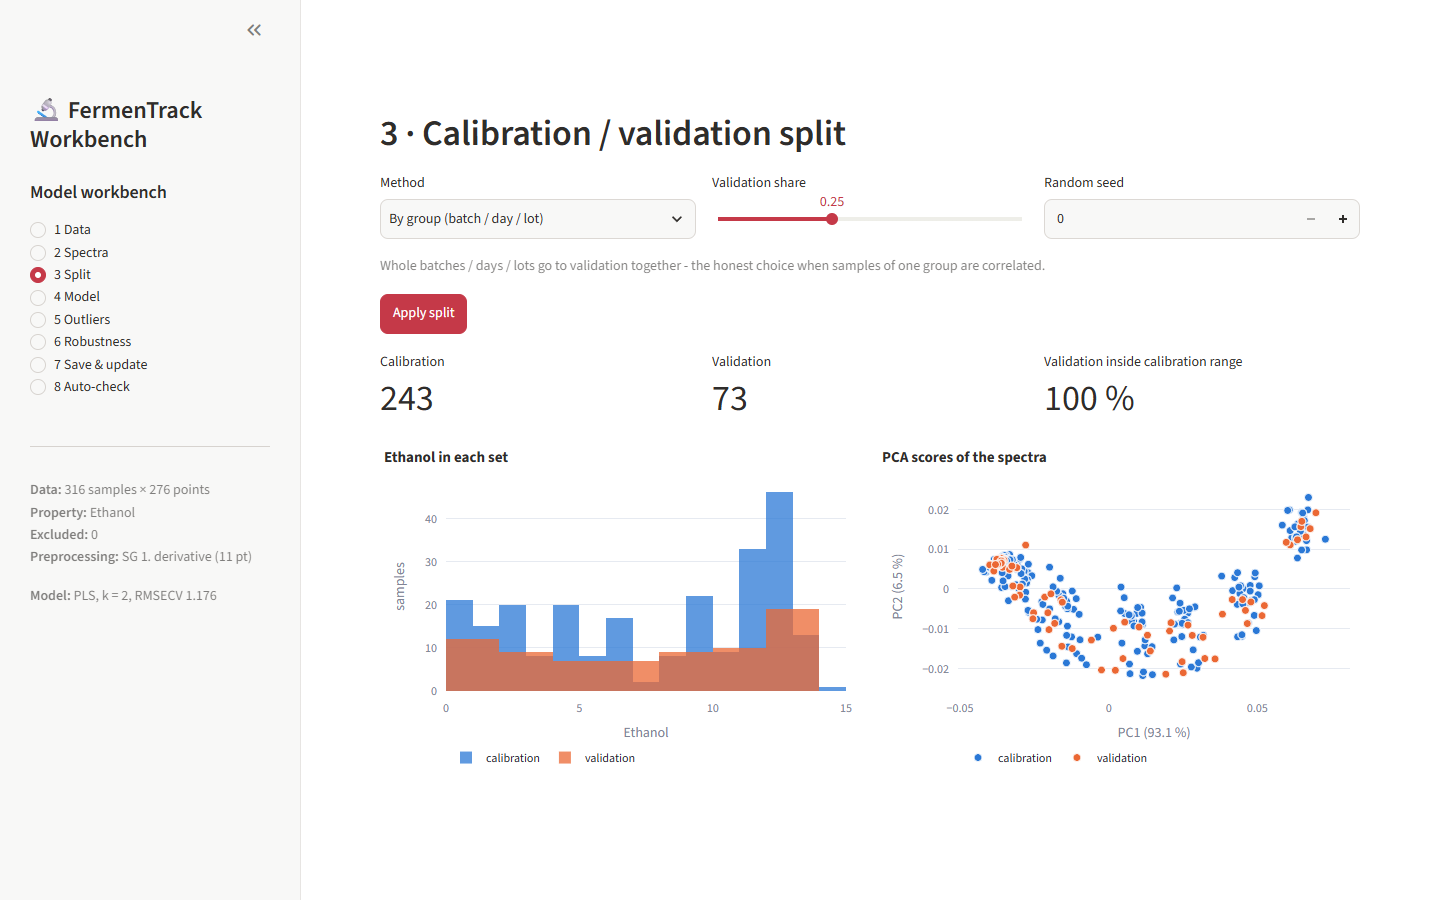 FermenTrack
Workbench
Model workbench
1 Data
2 Spectra
3 Split
4 Model
5 Outliers
6 Robustness
7 Save & update
8 Auto-check
Data: 316 samples × 276 points
Property: Ethanol
Excluded: 0
Preprocessing: SG 1. derivative (11 pt)
Model: PLS, k = 2, RMSECV 1.176
3 · Calibration / validation split
Method
Validation share
Random seed
0.25
By group (batch / day / lot)
0
Whole batches / days / lots go to validation together - the honest choice when samples of one group are correlated.
Apply split
Calibration
Validation
Validation inside calibration range
243
73
100 %
Ethanol in each set
40
30
20
10
0
samples
0
5
10
15
Ethanol
calibration
validation
PCA scores of the spectra
0.02
0.01
0
−0.01
−0.02
PC2 (6.5 %)
−0.05
0
0.05
PC1 (93.1 %)
calibration
validation